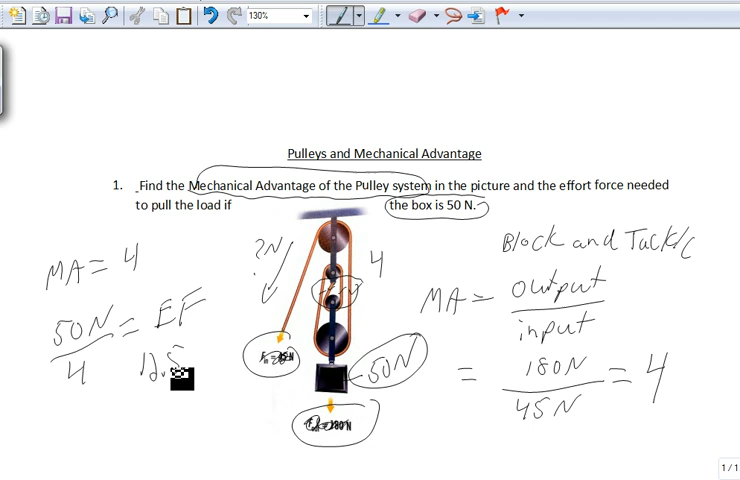 130%
Pulleys and Mechanical Advantage
1. Find the Mechanical Advantage of the Pulley system in the picture and the effort force needed
to pull the load if the box is 50 N.
Block and Tackle
MA = 4
?N
4
MA = output
input
50N = EF
4
12.5
50N
= 180N = 4
45N
1 / 1